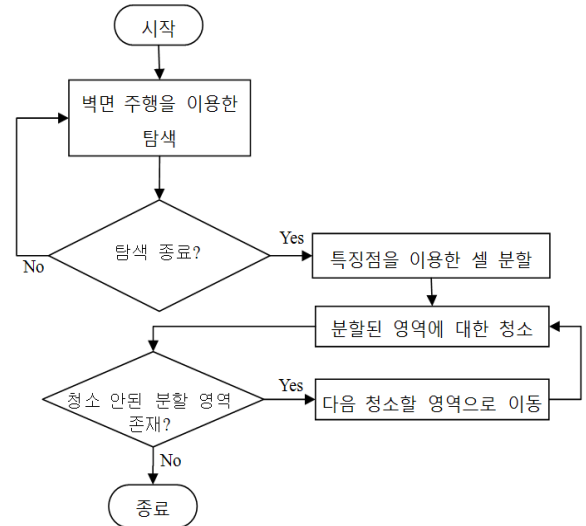 시작
벽면 주행을 이용한
탐색
탐색 종료?
Yes
No
특징점을 이용한 셀 분할
분할된 영역에 대한 청소
청소 안된 분할 영역
존재?
Yes
다음 청소할 영역으로 이동
No
종료